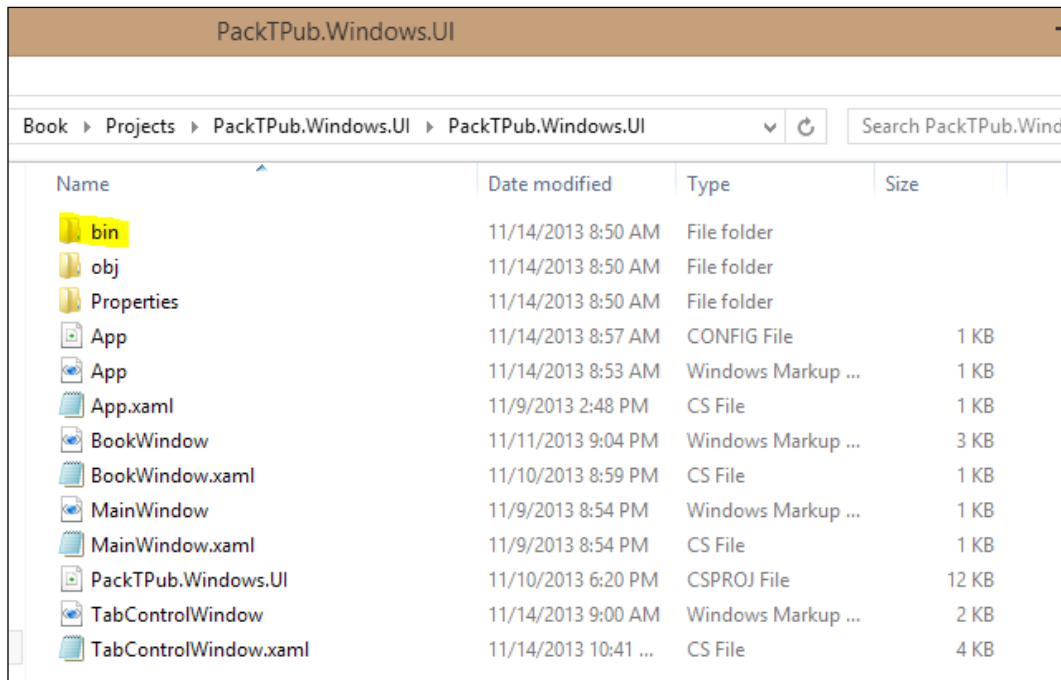 PackTPub.Windows.UI
Book Projects PackTPub.Windows.UI PackTPub.Windows.UI Search PackTPub.Wind
Name Date modified Type Size
bin 11/14/2013 8:50 AM File folder
obj 11/14/2013 8:50 AM File folder
Properties 11/14/2013 8:50 AM File folder
App 11/14/2013 8:57 AM CONFIG File 1 KB
App 11/14/2013 8:53 AM Windows Markup ... 1 KB
App.xaml 11/9/2013 2:48 PM CS File 1 KB
BookWindow 11/11/2013 9:04 PM Windows Markup ... 3 KB
BookWindow.xaml 11/10/2013 8:59 PM CS File 1 KB
MainWindow 11/9/2013 8:54 PM Windows Markup ... 1 KB
MainWindow.xaml 11/9/2013 8:54 PM CS File 1 KB
PackTPub.Windows.UI 11/10/2013 6:20 PM CSPROJ File 12 KB
TabControlWindow 11/14/2013 9:00 AM Windows Markup ... 2 KB
TabControlWindow.xaml 11/14/2013 10:41 ... CS File 4 KB